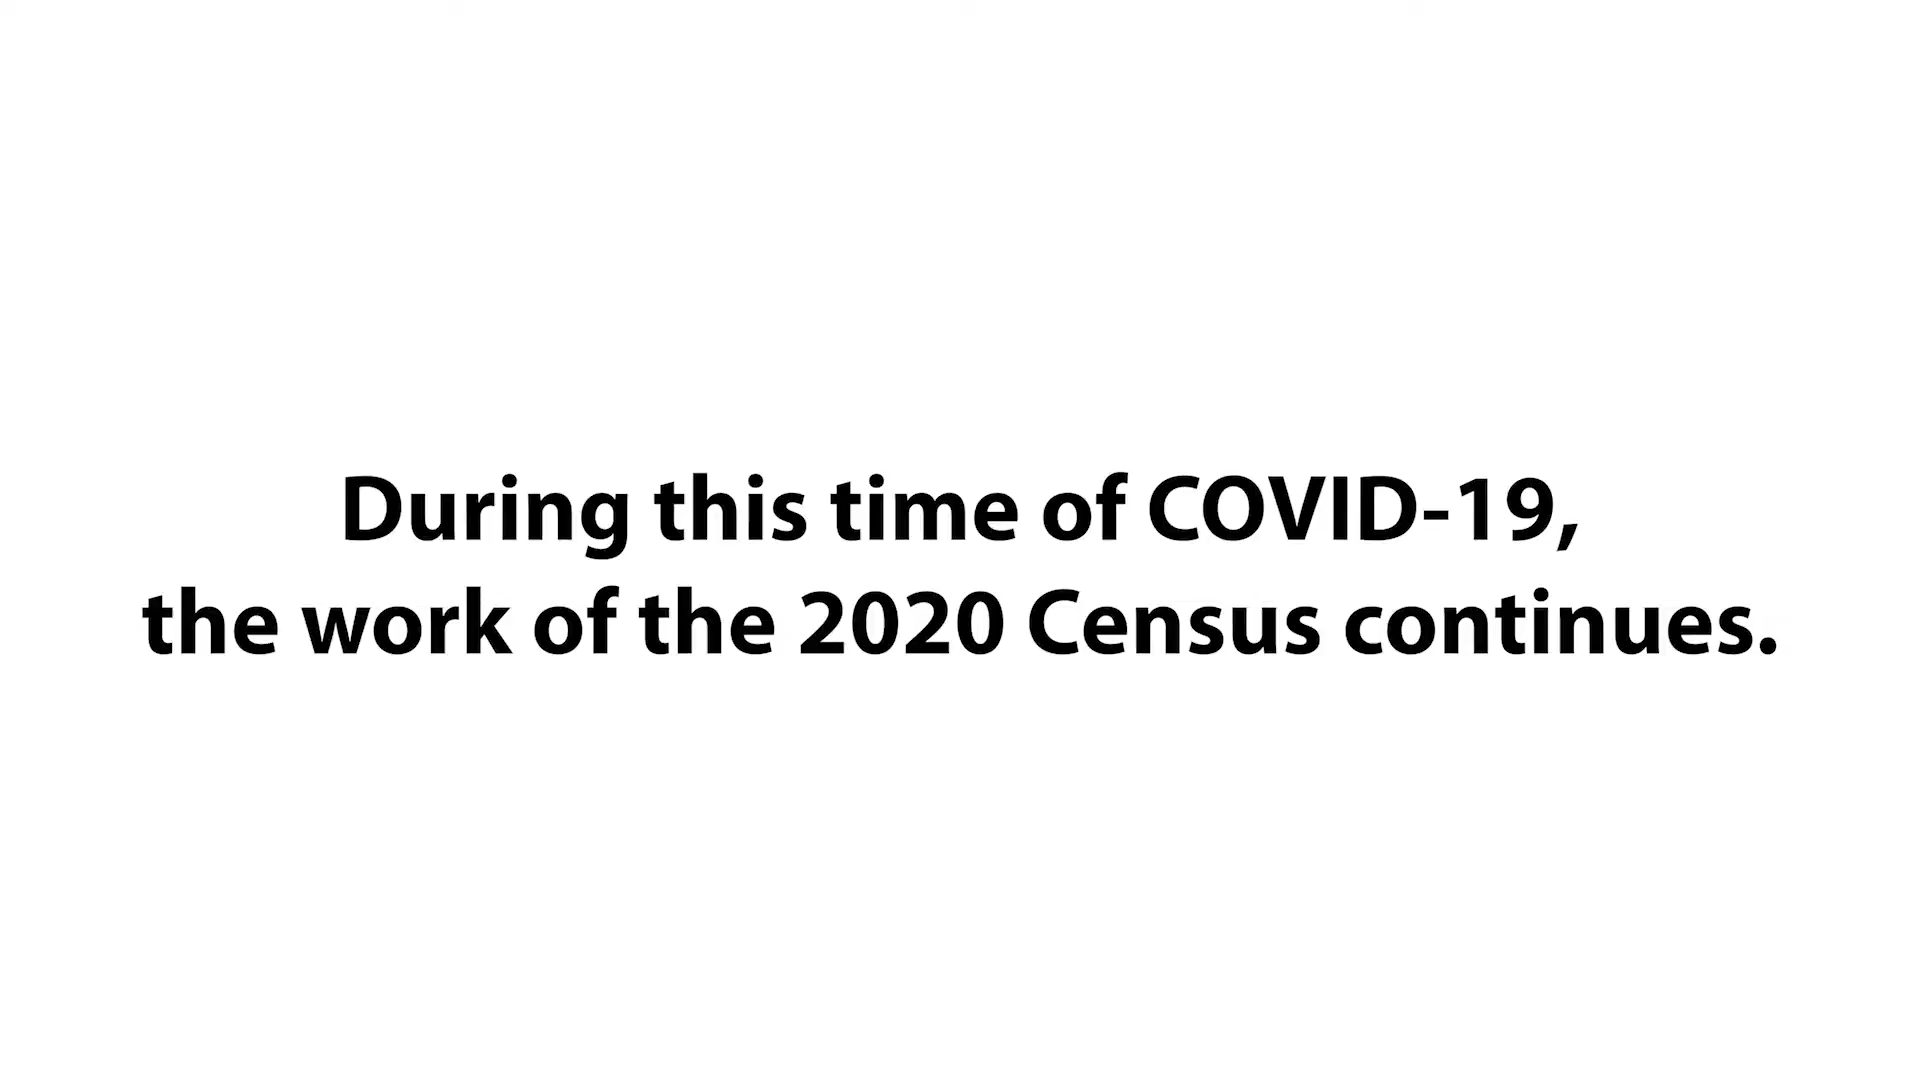 During this time of COVID-19,
the work of the 2020 Census continues.